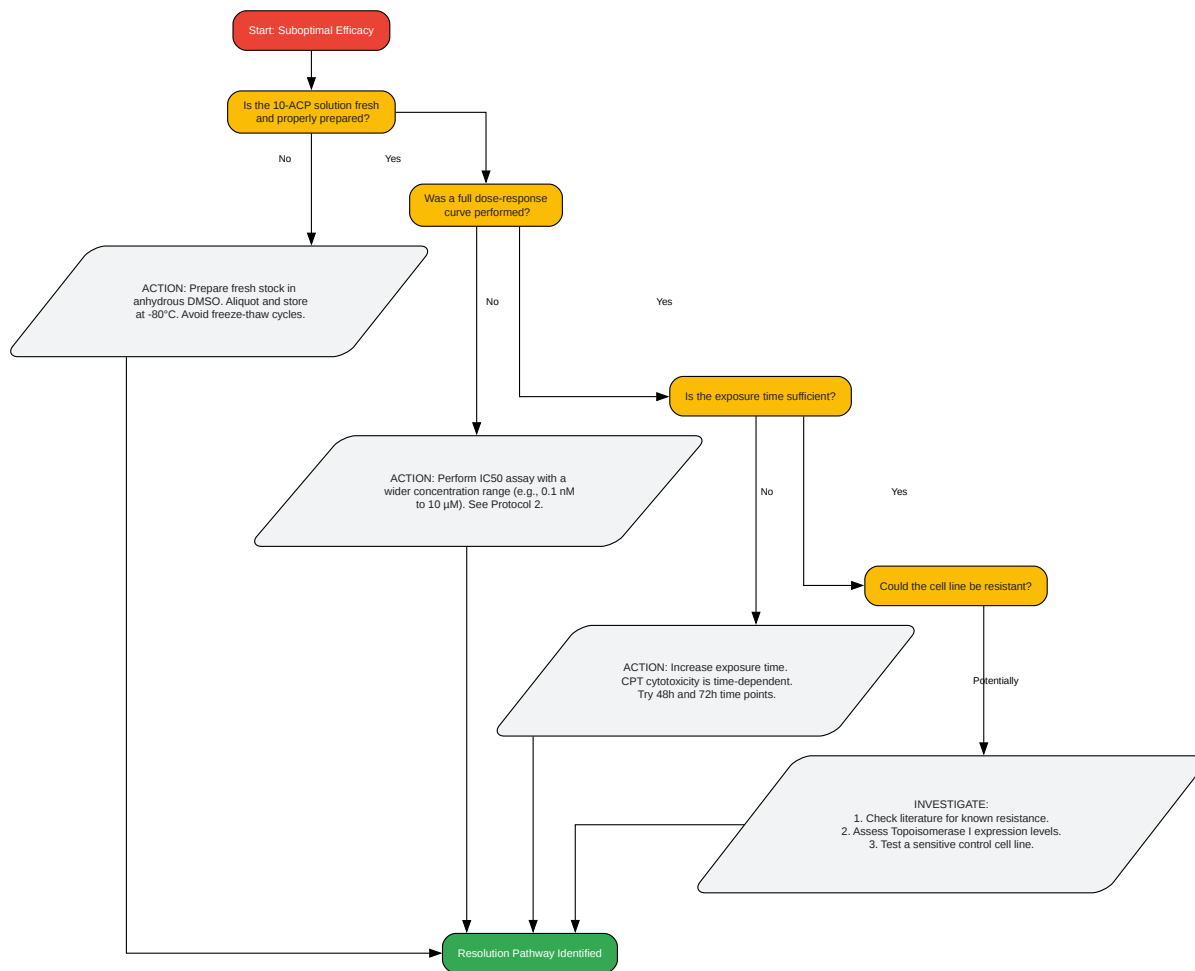 Start: Suboptimal Efficacy
Is the 10-ACP solution fresh
and properly prepared?
No
Yes
Was a full dose-response
curve performed?
ACTION: Prepare fresh stock in
anhydrous DMSO. Aliquot and store
at -80°C. Avoid freeze-thaw cycles.
No
Yes
Is the exposure time sufficient?
ACTION: Perform IC50 assay with a
wider concentration range (e.g., 0.1 nM
to 10 µM). See Protocol 2.
No
Yes
Could the cell line be resistant?
ACTION: Increase exposure time.
CPT cytotoxicity is time-dependent.
Try 48h and 72h time points.
Potentially
INVESTIGATE:
1. Check literature for known resistance.
2. Assess Topoisomerase I expression levels.
3. Test a sensitive control cell line.
Resolution Pathway Identified